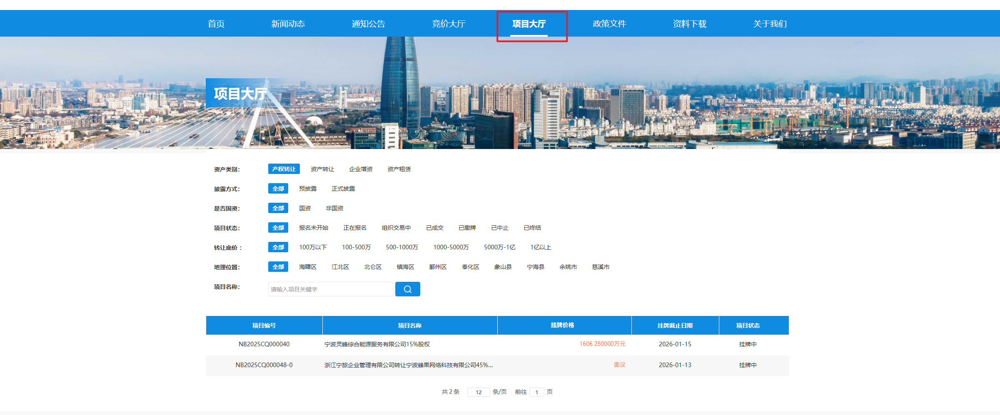 首页 新闻动态 通知公告 竞价大厅 项目大厅 政策文件 资料下载 关于我们
项目大厅
资产类别： 产权转让 资产转让 企业增资 资产租赁
披露方式： 全部 预披露 正式披露
是否国资： 全部 国资 非国资
项目状态： 全部 报名未开始 正在报名 组织交易中 已成交 已撤牌 已中止 已终结
转让底价 ： 全部 100万以下 100-500万 500-1000万 1000-5000万 5000万-1亿 1亿以上
地理位置： 全部 海曙区 江北区 北仑区 镇海区 鄞州区 奉化区 象山县 宁海县 余姚市 慈溪市
项目名称： 请输入项目关键字
项目编号 项目名称 挂牌价格 挂牌截止日期 项目状态
NB2025CQ000040 宁波灵峰综合能源服务有限公司15%股权 1606.250000万元 2026-01-15 挂牌中
NB2025CQ000048-0 浙江宁旅企业管理有限公司转让宁波蜂果网络科技有限公司45%... 面议 2026-01-13 挂牌中
共 2 条 12 条/页 前往 1 页